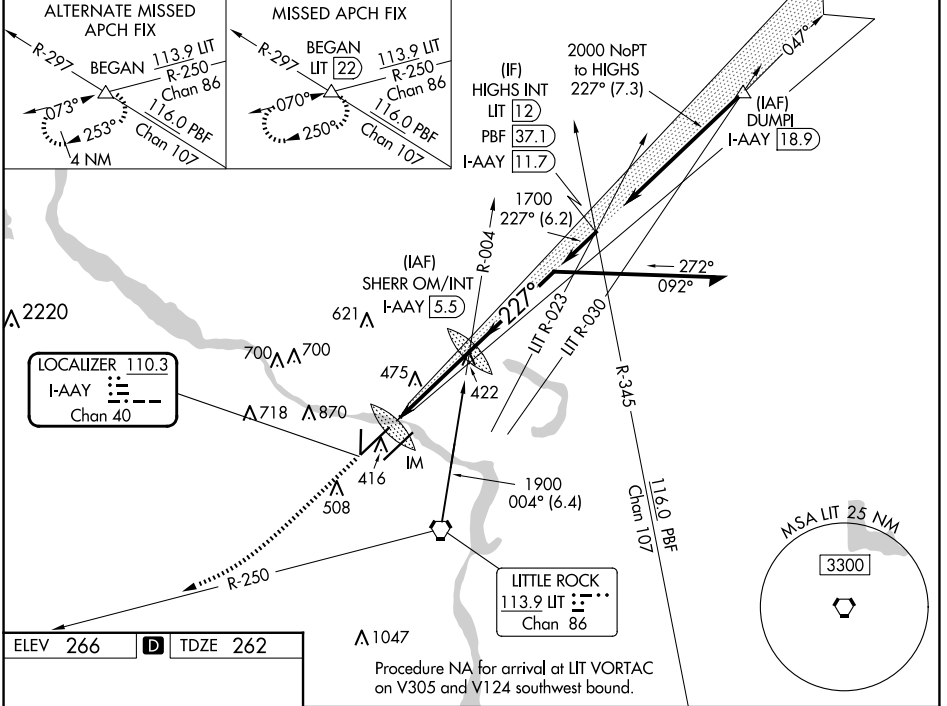 ALTERNATE MISSED
APCH FIX
R-297
BEGAN
113.9 LIT
R-250
Chan 86
073°
253°
116.0 PBF
Chan 107
4 NM
MISSED APCH FIX
R-297
BEGAN
LIT 22
113.9 LIT
R-250
Chan 86
070°
250°
116.0 PBF
Chan 107
2000 NoPT
to HIGHS
227° (7.3)
047°
(IAF)
DUMPI
I-AAY 18.9
(IF)
HIGHS INT
LIT 12
PBF 37.1
I-AAY 11.7
1700
227° (6.2)
R-004
(IAF)
SHERR OM/INT
I-AAY 5.5
227°
272°
092°
LIT R-023
LIT R-030
R-345
116.0 PBF
Chan 107
2220
621
700
700
475
422
718
870
416
IM
508
LOCALIZER 110.3
I-AAY
Chan 40
1900
004° (6.4)
R-250
LITTLE ROCK
113.9 LIT
Chan 86
MSA LIT 25 NM
3300
1047
ELEV 266
D
TDZE 262
Procedure NA for arrival at LIT VORTAC
on V305 and V124 southwest bound.